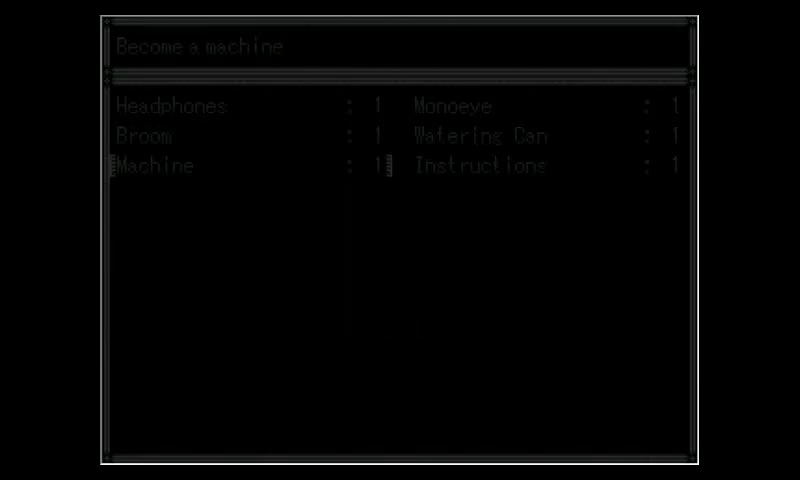 Become a machine
Headphones : 1 Monoeye : 1
Broom : 1 Watering Can : 1
Machine : 1 Instructions : 1